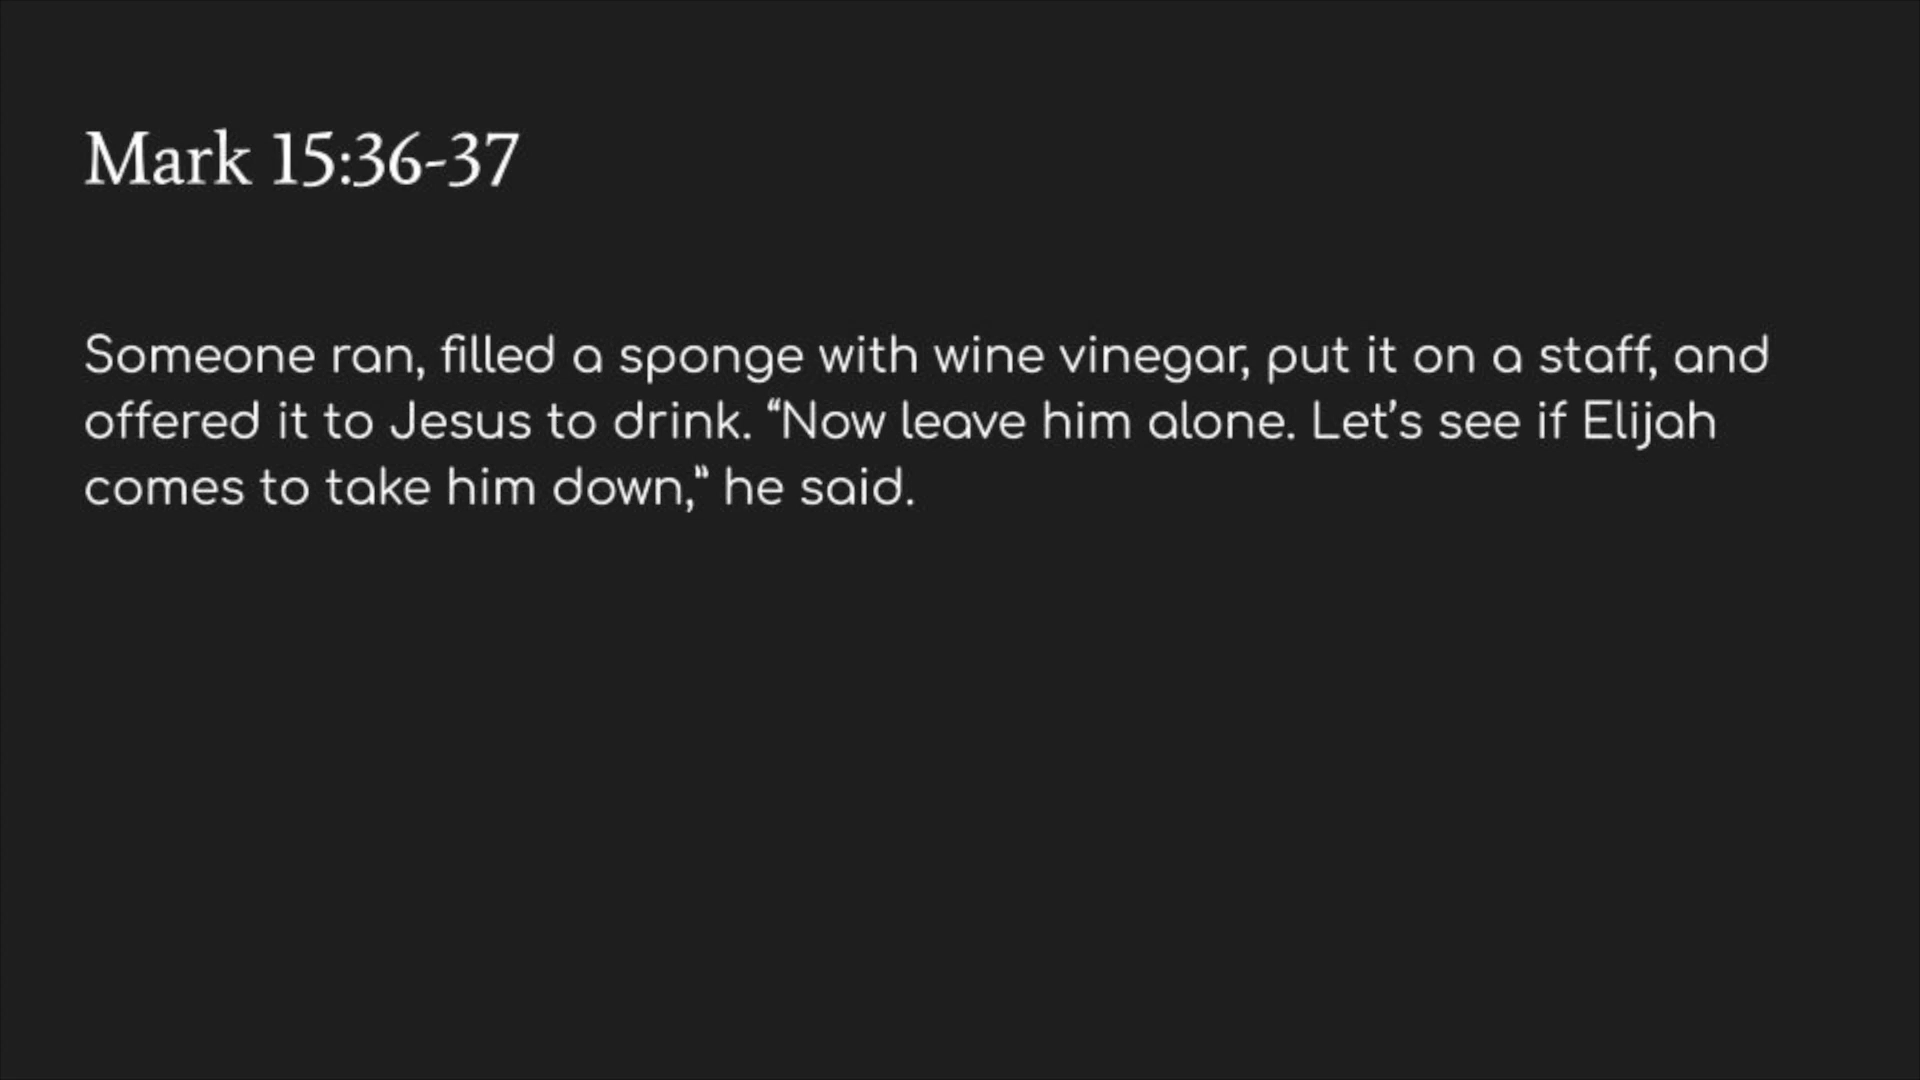 Mark 15:36-37
Someone ran, filled a sponge with wine vinegar, put it on a staff, and
offered it to Jesus to drink. “Now leave him alone. Let’s see if Elijah
comes to take him down,” he said.